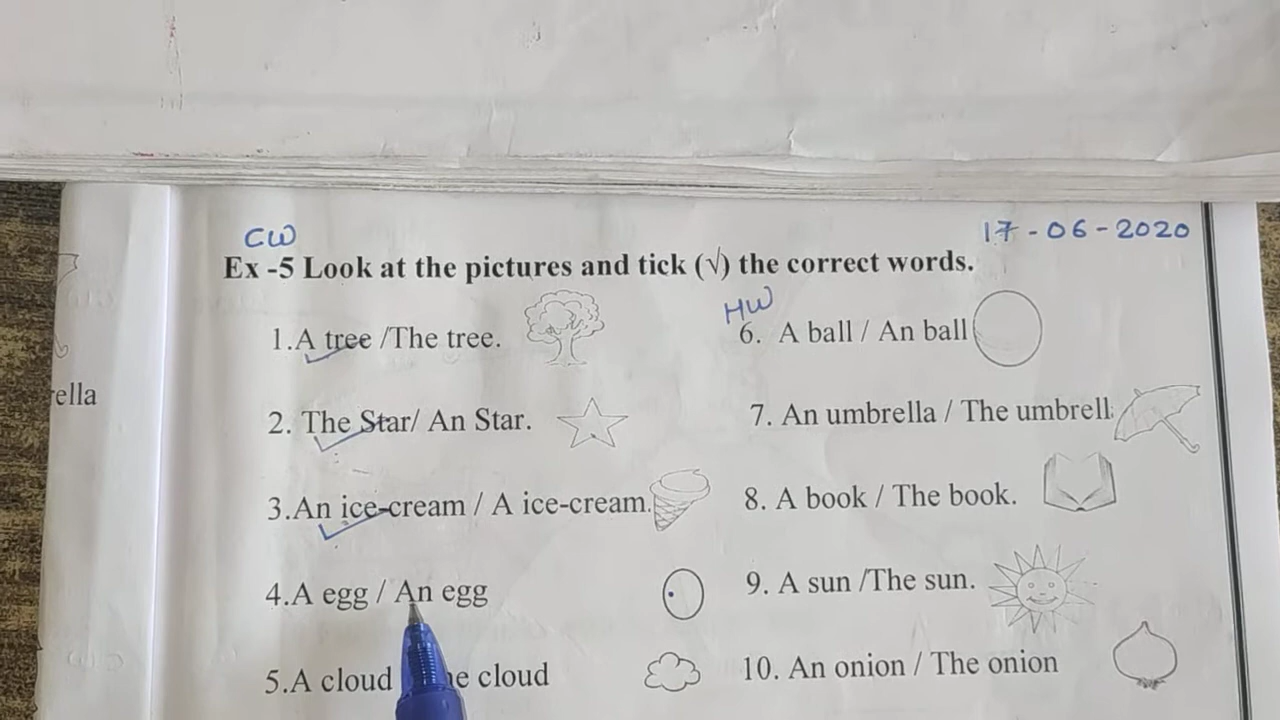 CW
17-06-2020
Ex -5 Look at the pictures and tick (√) the correct words.
1.A tree /The tree.
2. The Star/ An Star.
3.An ice-cream / A ice-cream.
4.A egg / An egg
5.A cloud cloud
HW
6. A ball / An ball
7. An umbrella / The umbrell
8. A book / The book.
9. A sun /The sun.
10. An onion / The onion
ella